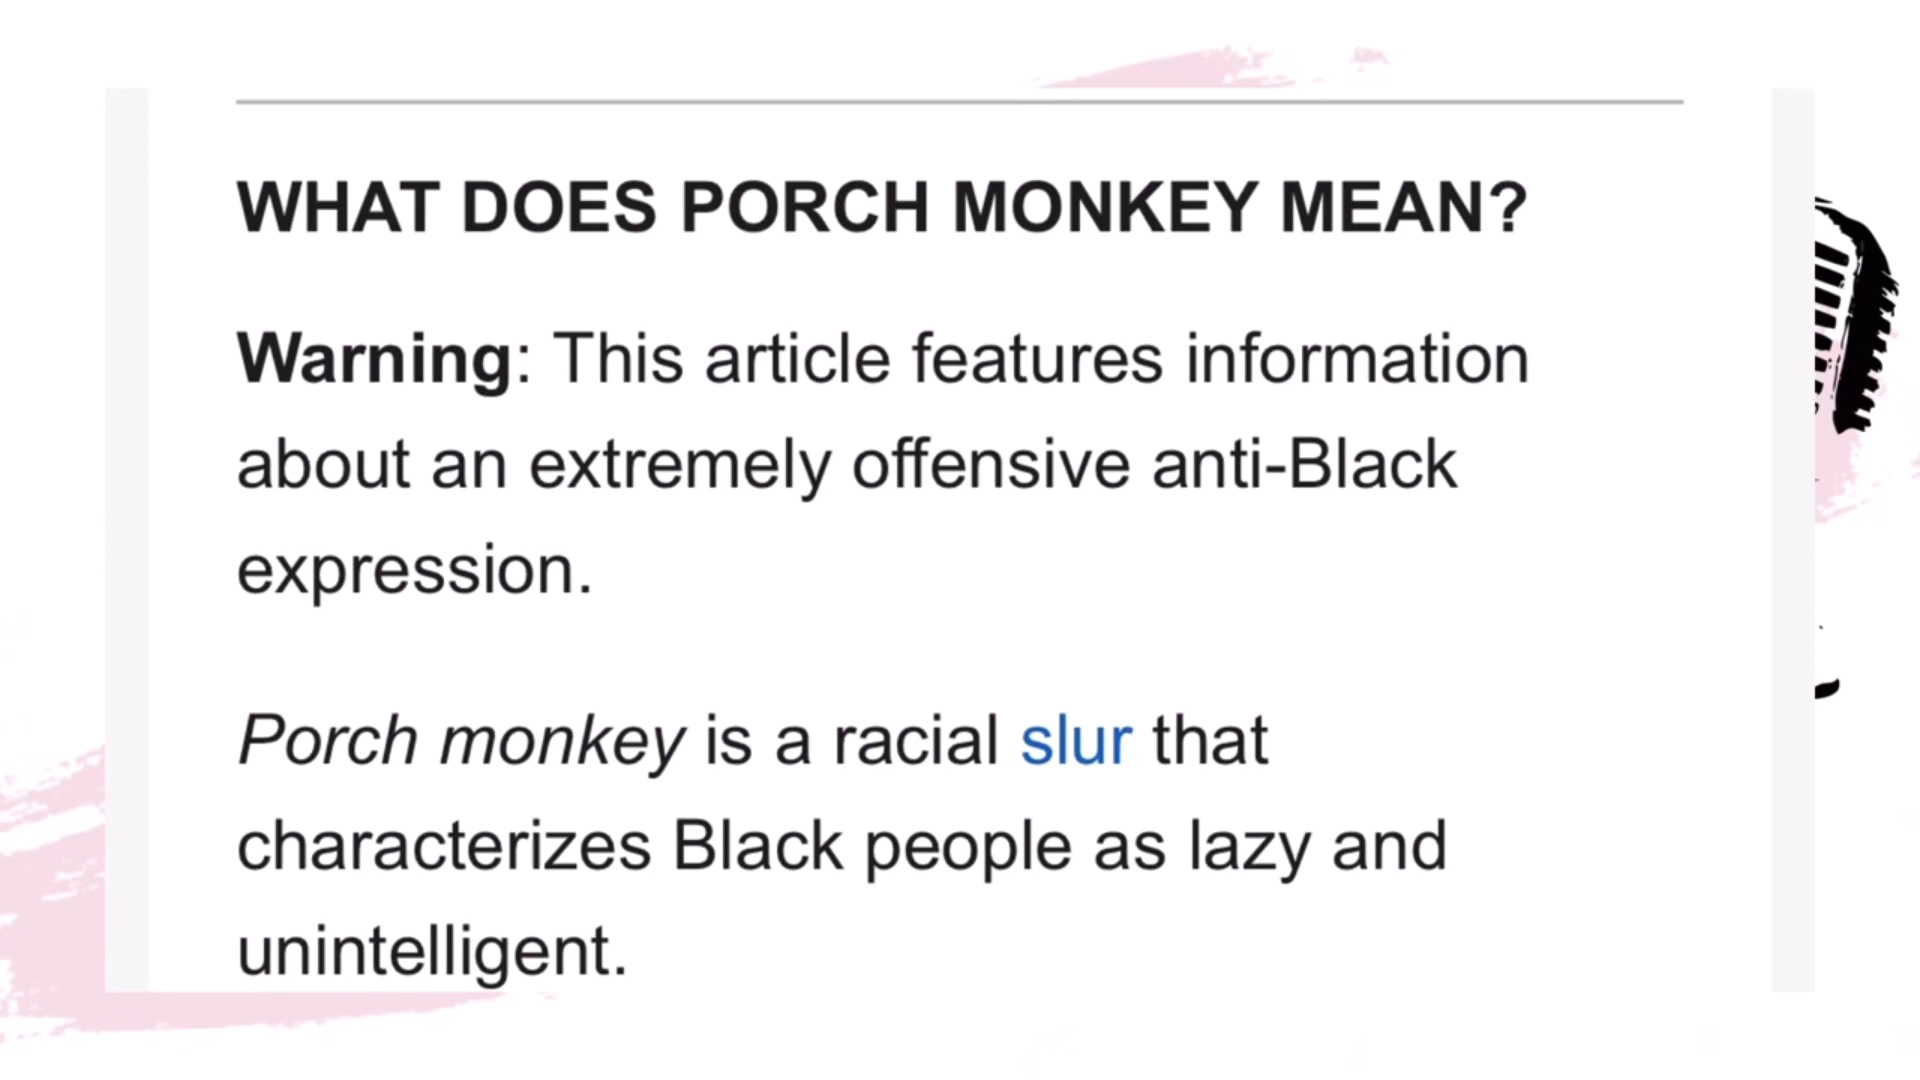 WHAT DOES PORCH MONKEY MEAN?
Warning: This article features information
about an extremely offensive anti-Black
expression.
Porch monkey is a racial slur that
characterizes Black people as lazy and
unintelligent.